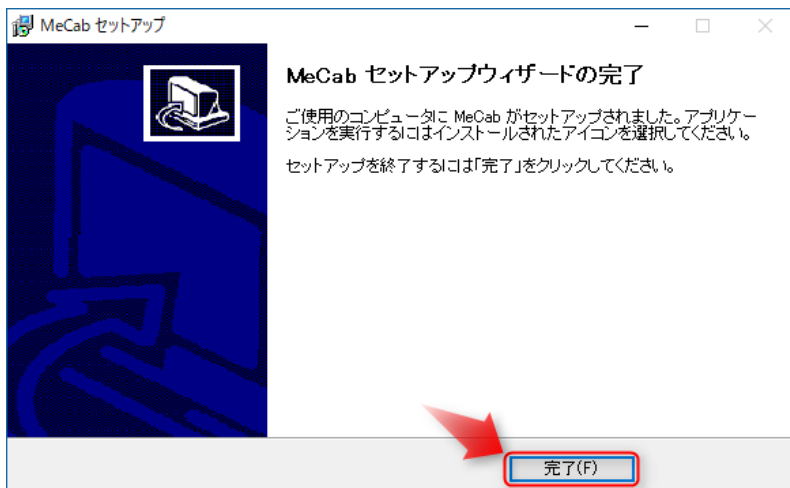 MeCab セットアップ
MeCab セットアップウィザードの完了
ご使用のコンピュータに MeCab がセットアップされました。アプリケー
ションを実行するにはインストールされたアイコンを選択してください。
セットアップを終了するには「完了」をクリックしてください。
完了(F)